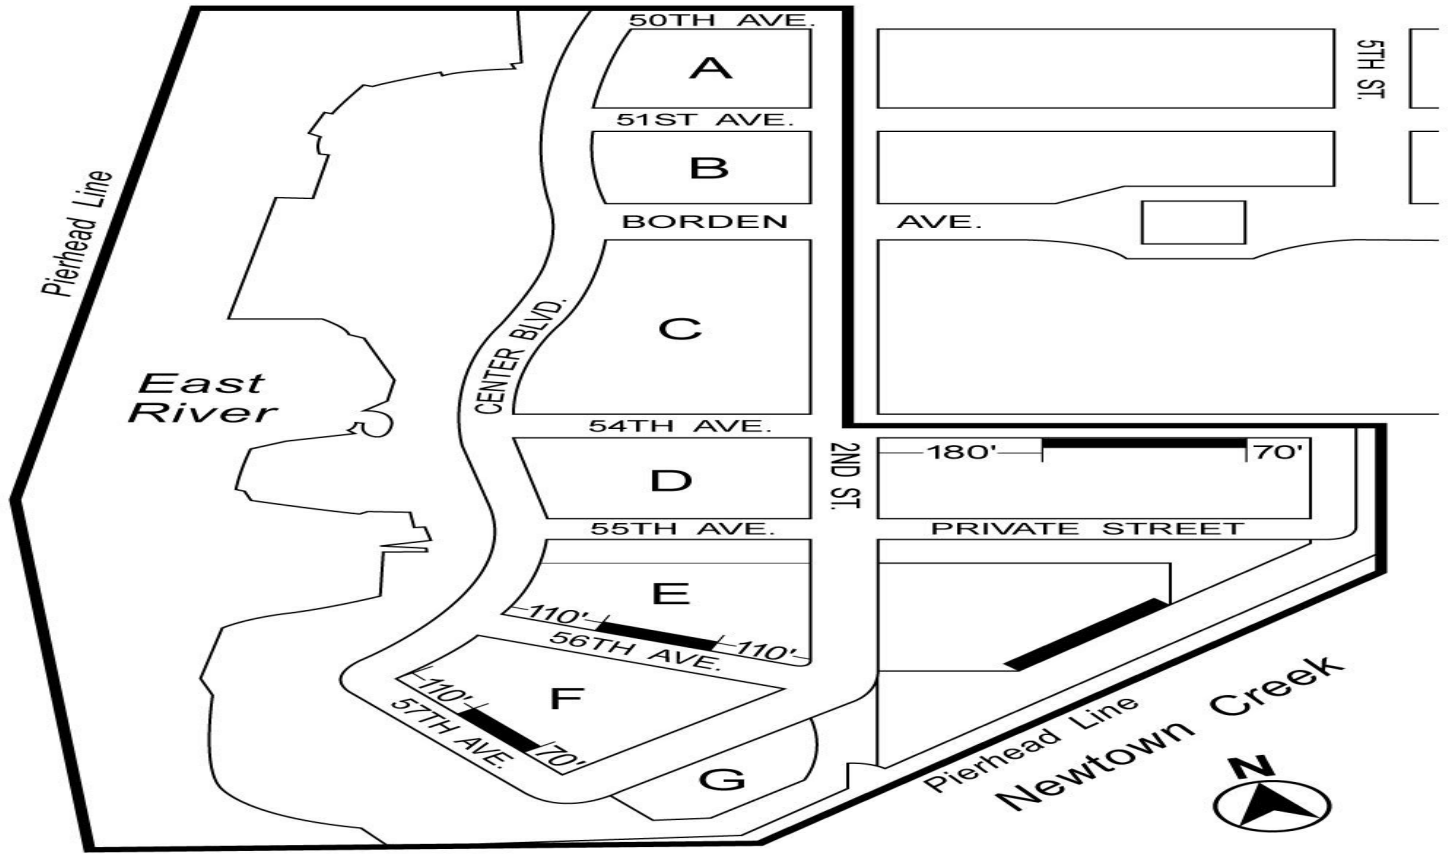 50TH AVE.
A
5TH ST.
51ST AVE.
B
Pierhead Line
BORDEN AVE.
CENTER BLVD.
C
East
River
54TH AVE.
2ND ST.
180'
70'
D
55TH AVE.
PRIVATE STREET
E
110'
110'
56TH AVE.
110'
F
70'
57TH AVE.
G
Pierhead Line
Newtown Creek
N